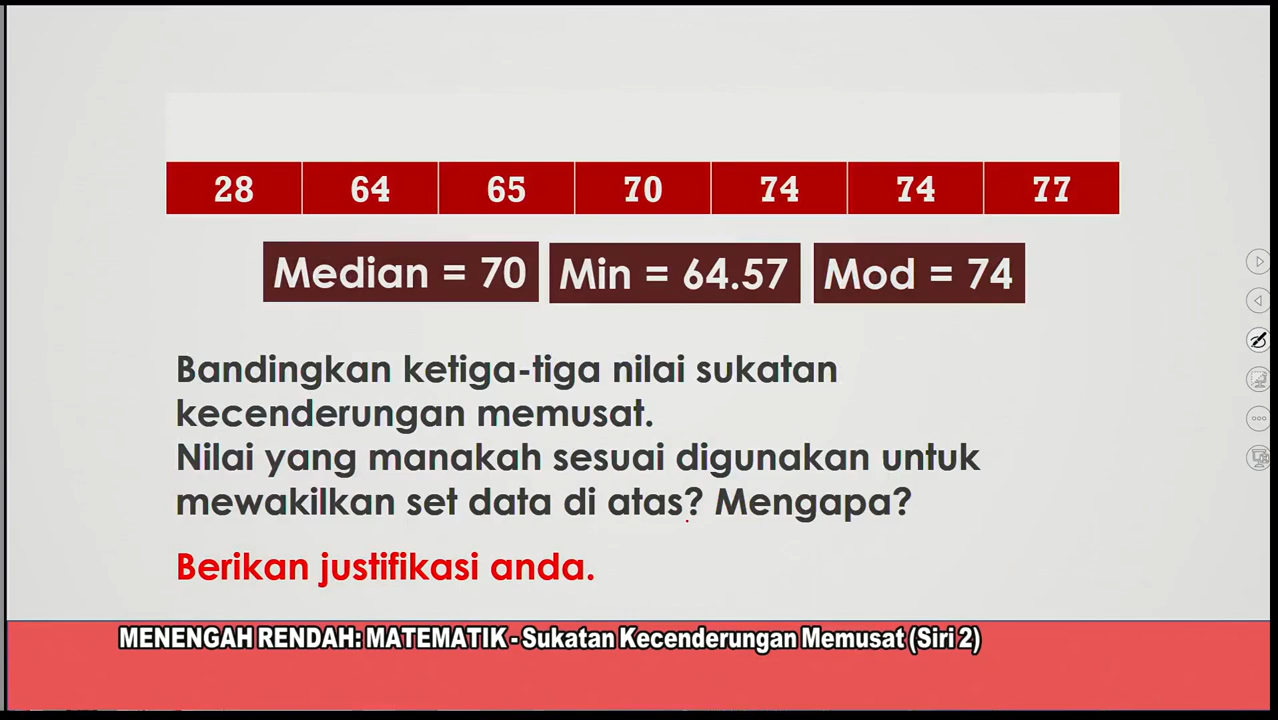 28 64 65 70 74 74 77
Median = 70 Min = 64.57 Mod = 74
Bandingkan ketiga-tiga nilai sukatan
kecenderungan memusat.
Nilai yang manakah sesuai digunakan untuk
mewakilkan set data di atas? Mengapa?
Berikan justifikasi anda.
MENENGAH RENDAH: MATEMATIK - Sukatan Kecenderungan Memusat (Siri 2)